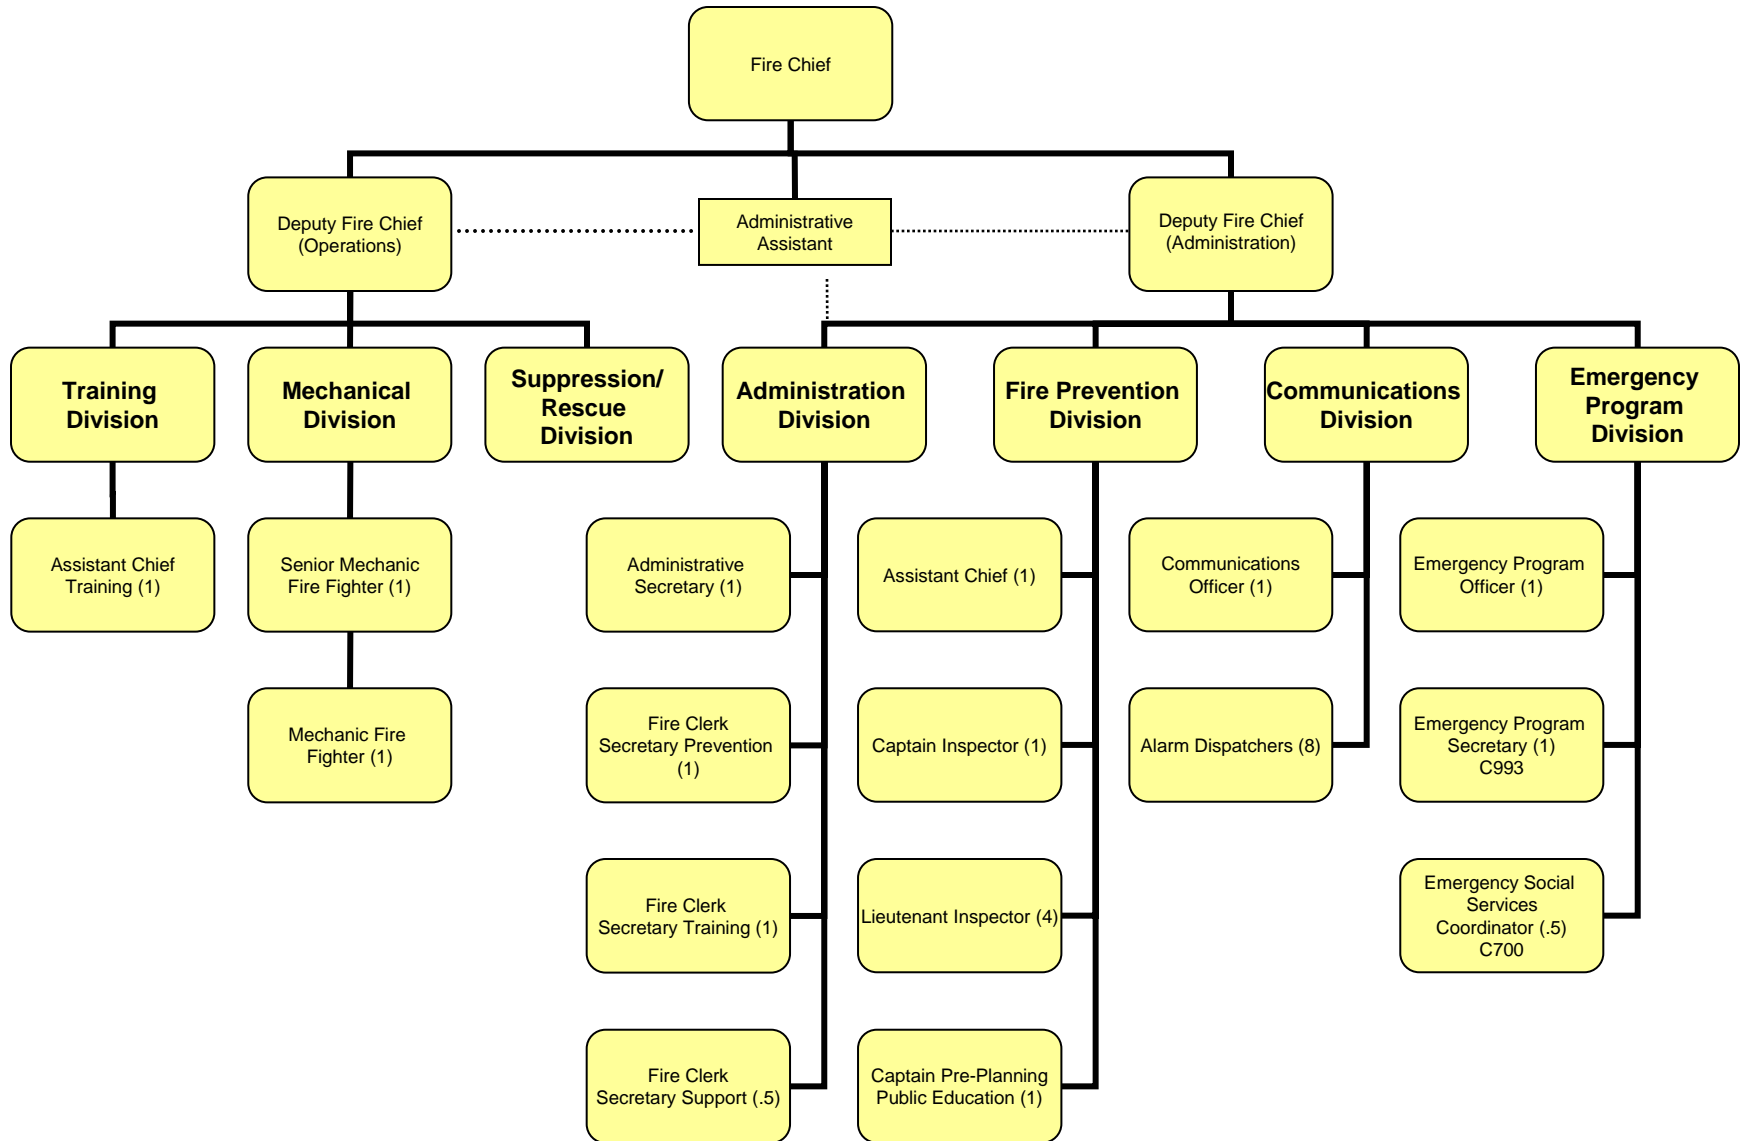 Fire Chief
Deputy Fire Chief
(Operations)
Administrative
Assistant
Deputy Fire Chief
(Administration)
Training
Division
Mechanical
Division
Suppression/
Rescue
Division
Administration
Division
Fire Prevention
Division
Communications
Division
Emergency
Program
Division
Assistant Chief
Training (1)
Senior Mechanic
Fire Fighter (1)
Administrative
Secretary (1)
Assistant Chief (1)
Communications
Officer (1)
Emergency Program
Officer (1)
Mechanic Fire
Fighter (1)
Fire Clerk
Secretary Prevention
(1)
Captain Inspector (1)
Alarm Dispatchers (8)
Emergency Program
Secretary (1)
C993
Fire Clerk
Secretary Training (1)
Lieutenant Inspector (4)
Emergency Social
Services
Coordinator (.5)
C700
Fire Clerk
Secretary Support (.5)
Captain Pre-Planning
Public Education (1)